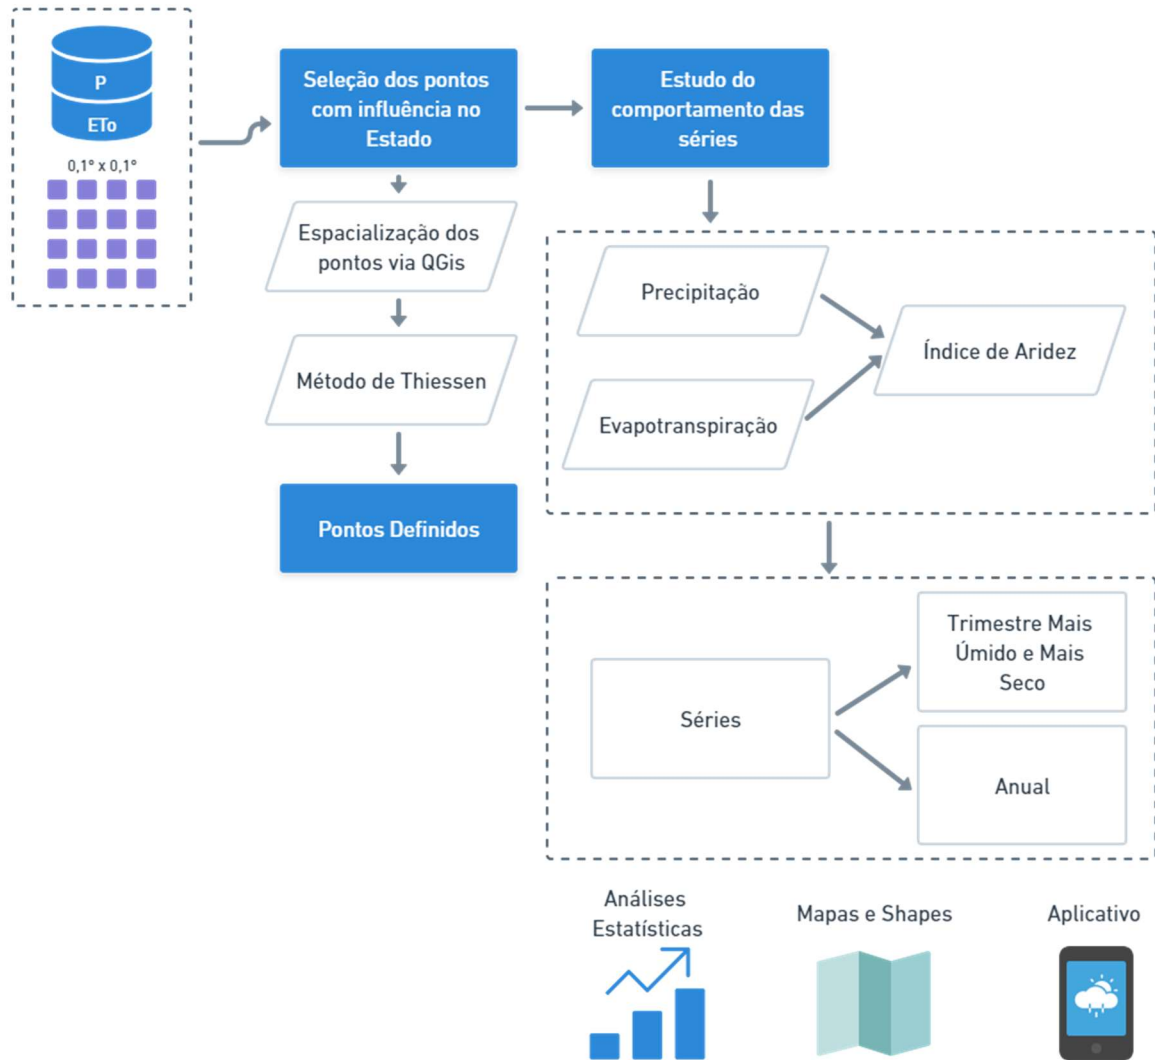 P
ETo
0,1° x 0,1°
Seleção dos pontos
com influência no
Estado
Espacialização dos
pontos via QGis
Método de Thiessen
Pontos Definidos
Estudo do
comportamento das
séries
Precipitação
Evapotranspiração
Índice de Aridez
Séries
Trimestre Mais
Úmido e Mais
Seco
Anual
Análises
Estatísticas
Mapas e Shapes
Aplicativo